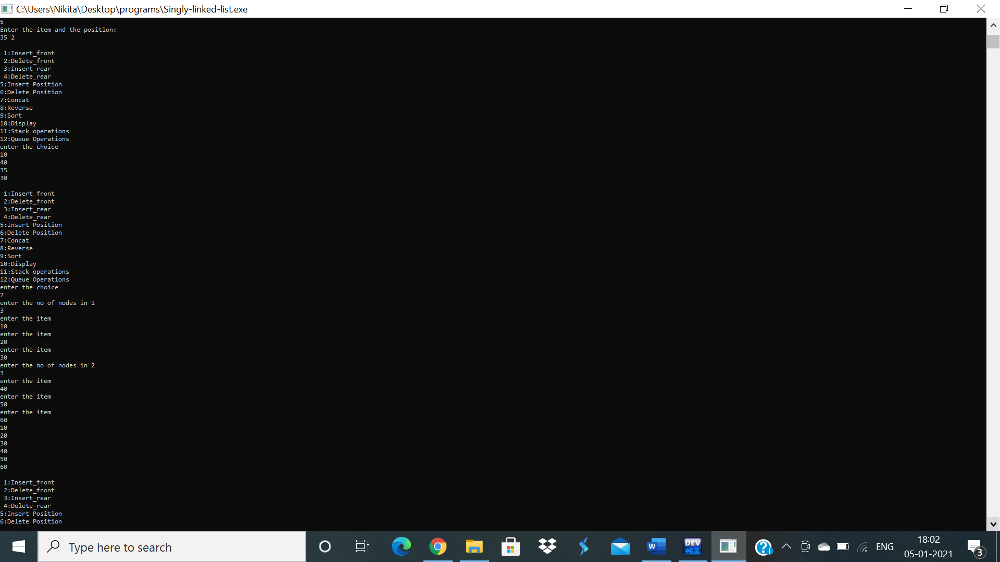 C:\Users\Nikita\Desktop\programs\Singly-linked-list.exe
5
Enter the item and the position:
35 2
1:Insert_front
2:Delete_front
3:Insert_rear
4:Delete_rear
5:Insert Position
6:Delete Position
7:Concat
8:Reverse
9:Sort
10:Display
11:Stack operations
12:Queue Operations
enter the choice
10
40
35
30
1:Insert_front
2:Delete_front
3:Insert_rear
4:Delete_rear
5:Insert Position
6:Delete Position
7:Concat
8:Reverse
9:Sort
10:Display
11:Stack operations
12:Queue Operations
enter the choice
7
enter the no of nodes in 1
3
enter the item
10
enter the item
20
enter the item
30
enter the no of nodes in 2
3
enter the item
40
enter the item
50
enter the item
60
10
20
30
40
50
60
1:Insert_front
2:Delete_front
3:Insert_rear
4:Delete_rear
5:Insert Position
6:Delete Position
Type here to search
W
DEV
C++
?
ENG
18:02
05-01-2021
3